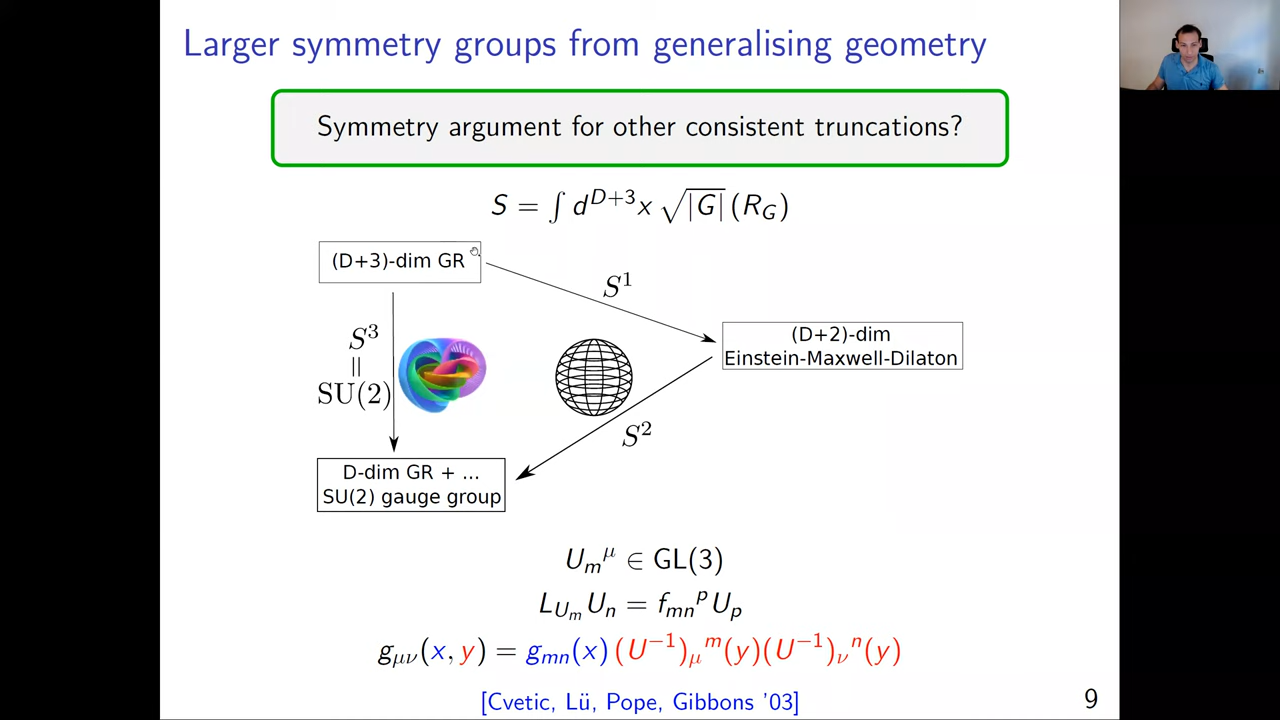 Larger symmetry groups from generalising geometry
Symmetry argument for other consistent truncations?
S = ∫ d^{D+3}x √|G| (R_G)
(D+3)-dim GR
S¹
(D+2)-dim
Einstein-Maxwell-Dilaton
S³
||
SU(2)
S²
D-dim GR + ...
SU(2) gauge group
U_m^μ ∈ GL(3)
L_{U_m} U_n = f_{mn}^p U_p
g_{μν}(x, y) = g_{mn}(x) (U^{-1})_μ^m(y)(U^{-1})_ν^n(y)
[Cvetic, Lü, Pope, Gibbons '03]
9